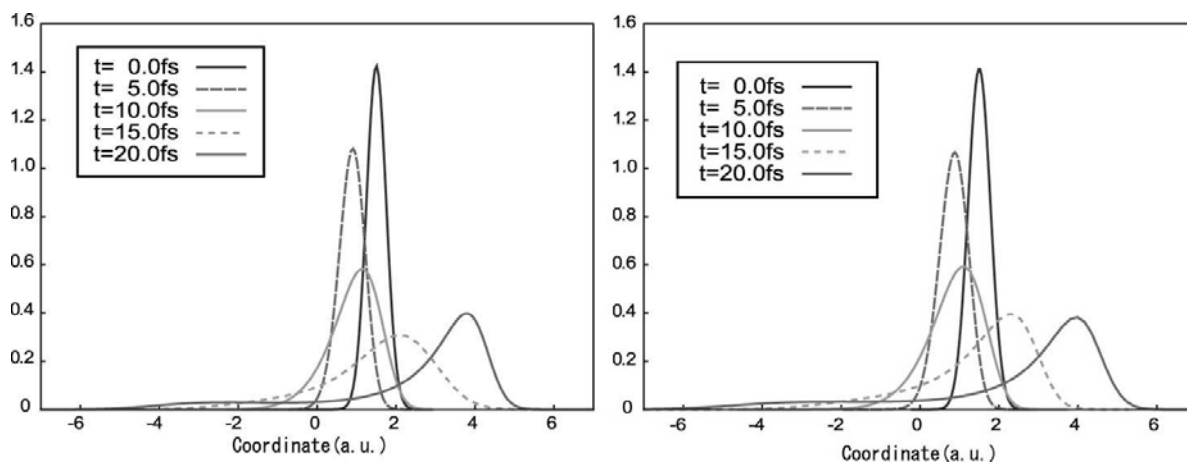 1.6
1.4
1.2
1.0
0.8
0.6
0.4
0.2
0
t= 0.0fs
t= 5.0fs
t=10.0fs
t=15.0fs
t=20.0fs
-6 -4 -2 0 2 4 6
Coordinate(a.u.)
1.6
1.4
1.2
1.0
0.8
0.6
0.4
0.2
0
t= 0.0fs
t= 5.0fs
t=10.0fs
t=15.0fs
t=20.0fs
-6 -4 -2 0 2 4 6
Coordinate(a.u.)